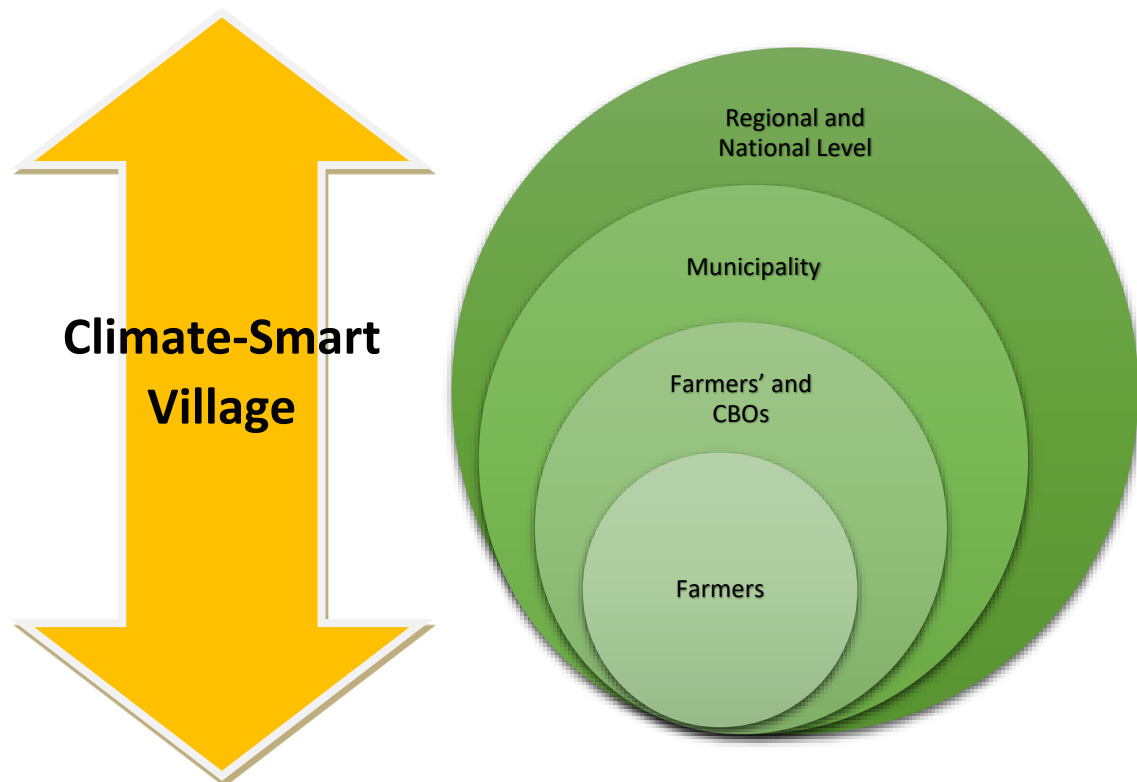 Climate-Smart
Village
Regional and
National Level
Municipality
Farmers’ and
CBOs
Farmers